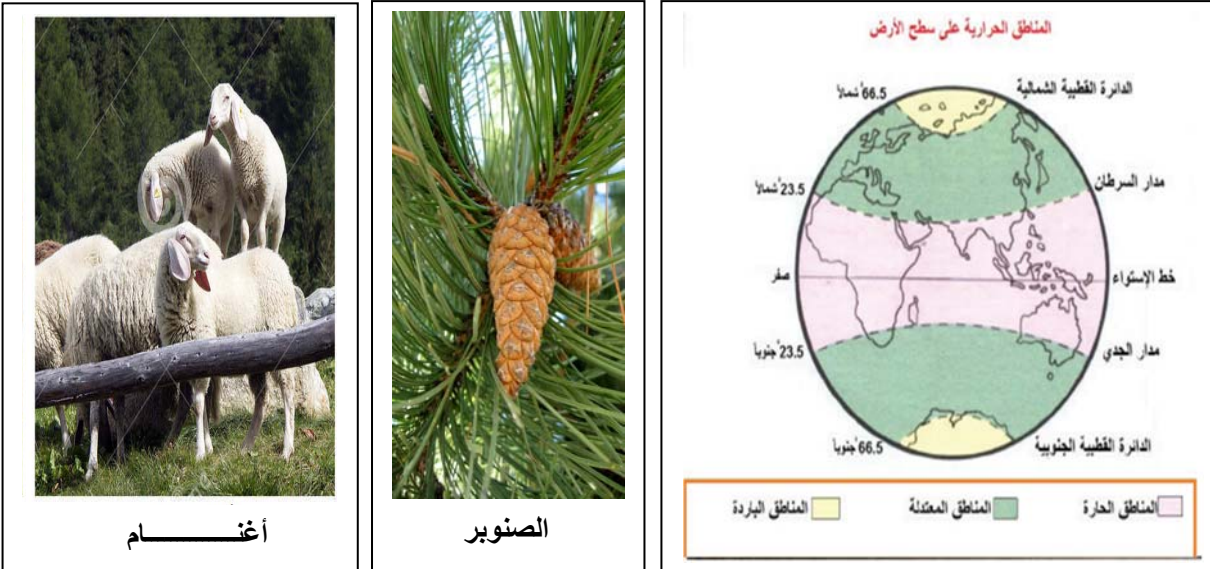 المناطق الحرارية على سطح الأرض
الدائرة القطبية الشمالية
66.5 ْشمالاً
مدار السرطان
23.5 ْشمالاً
خط الإستواء
صفر
مدار الجدي
23.5 ْجنوباً
الدائرة القطبية الجنوبية
66.5 ْجنوباً
المناطق الحارة
المناطق المعتدلة
المناطق الباردة
الصنوبر
أغنـــــــــــام